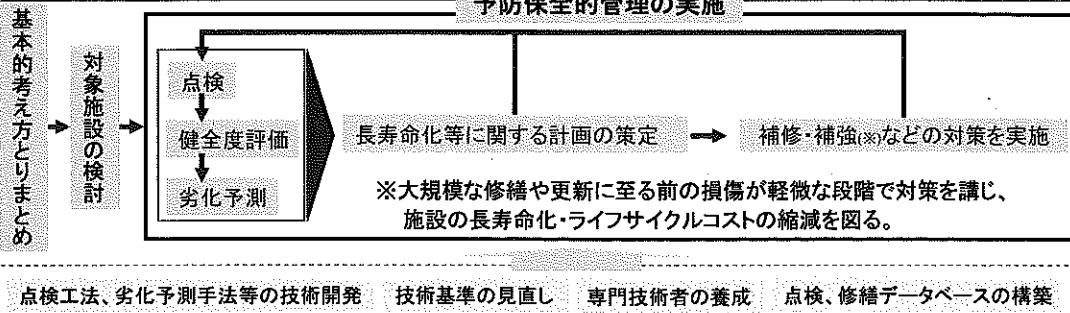 予防保全的管理の実施
基本的考え方とりまとめ
対象施設の検討
点検
健全度評価
劣化予測
長寿命化等に関する計画の策定
補修・補強(※)などの対策を実施
※大規模な修繕や更新に至る前の損傷が軽微な段階で対策を講じ、
施設の長寿命化・ライフサイクルコストの縮減を図る。
点検工法、劣化予測手法等の技術開発 技術基準の見直し 専門技術者の養成 点検、修繕データベースの構築